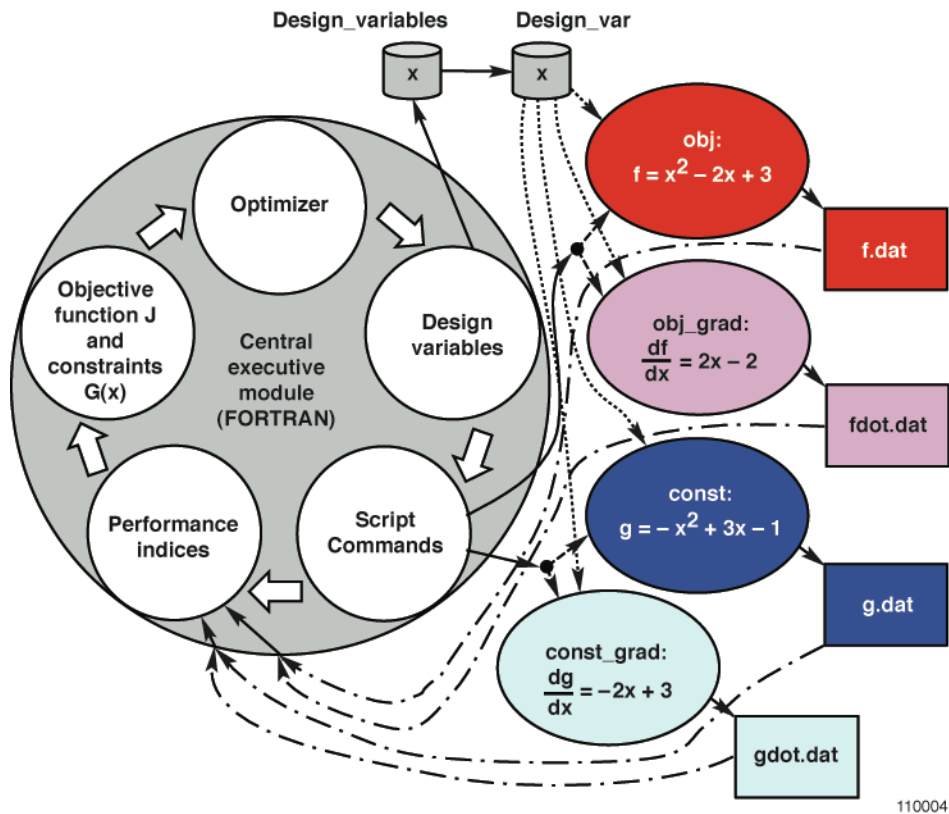 Design_variables
Design_var
x
x
obj:
f = x² – 2x + 3
f.dat
Optimizer
Objective
function J
and
constraints
G(x)
Design
variables
Central
executive
module
(FORTRAN)
obj_grad:
df
dx
= 2x – 2
fdot.dat
Performance
indices
Script
Commands
const:
g = – x² + 3x – 1
g.dat
const_grad:
dg
dx
= –2x + 3
gdot.dat
110004